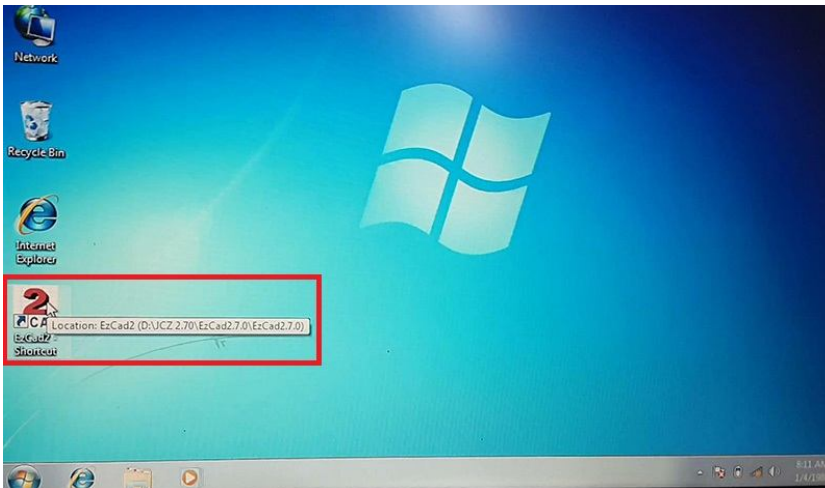 Network
Recycle Bin
Internet
Explorer
2
CA
Location: EzCad2 (D:\JCZ 2.70\EzCad2.7.0\EzCad2.7.0)
EzCad2 -
Shortcut
8:11 AM